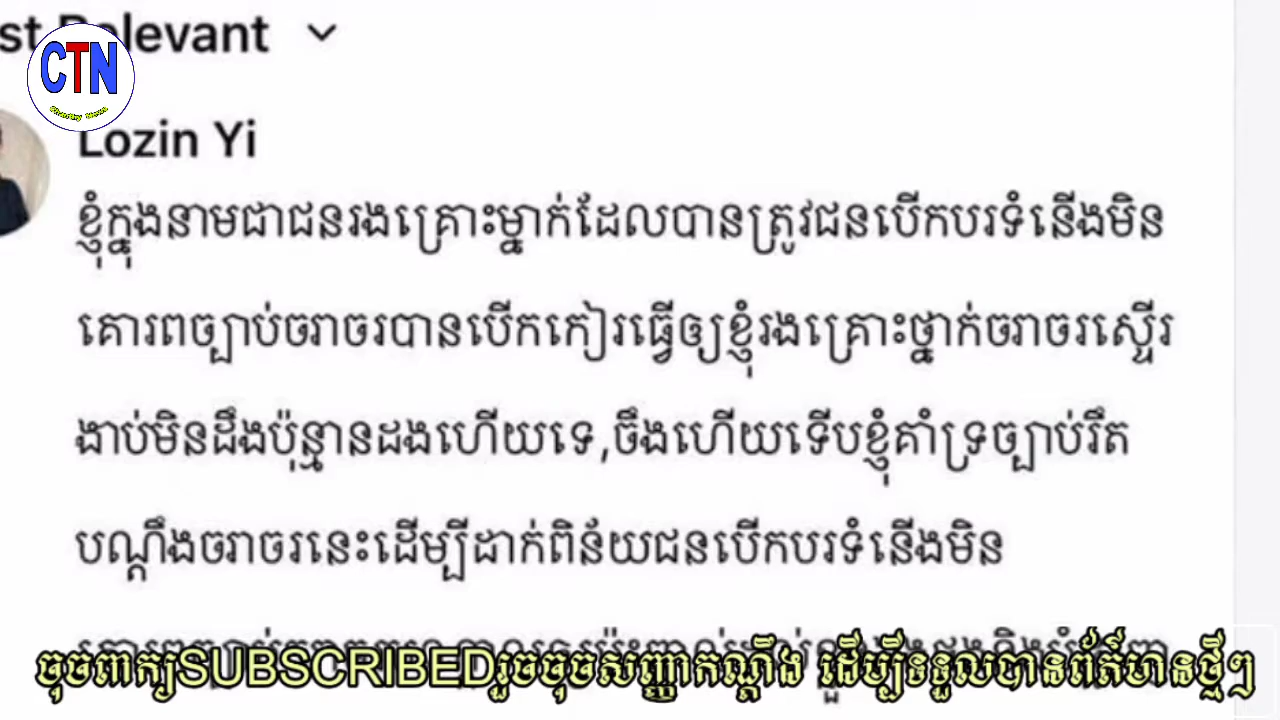 st Relevant
CTN
Lozin Yi
ខ្ញុំក្នុងនាមជាជនរងគ្រោះម្នាក់ដែលបានត្រូវជនបើកបរទំនើងមិន
គោរពច្បាប់ចរាចរបានបើកកៀរធ្វើឲ្យខ្ញុំរងគ្រោះថ្នាក់ចរាចរស្ទើរ
ងាប់មិនដឹងប៉ុន្មានដងហើយទេ,ចឹងហើយទើបខ្ញុំគាំទ្រច្បាប់រឹត
បណ្ដឹងចរាចរនេះដើម្បីដាក់ពិន័យជនបើកបរទំនើងមិន
ចុចពាក្យSUBSCRIBEDរួចចុចសញ្ញាកណ្ដឹង ដើម្បីទទួលបានព័ត៌មានថ្មីៗ